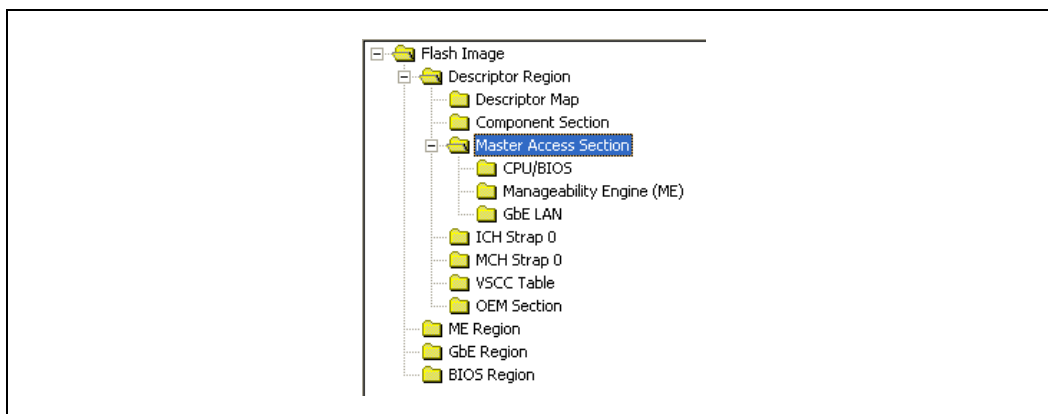 Flash Image
Descriptor Region
Descriptor Map
Component Section
Master Access Section
CPU/BIOS
Manageability Engine (ME)
GbE LAN
ICH Strap 0
MCH Strap 0
VSCC Table
OEM Section
ME Region
GbE Region
BIOS Region